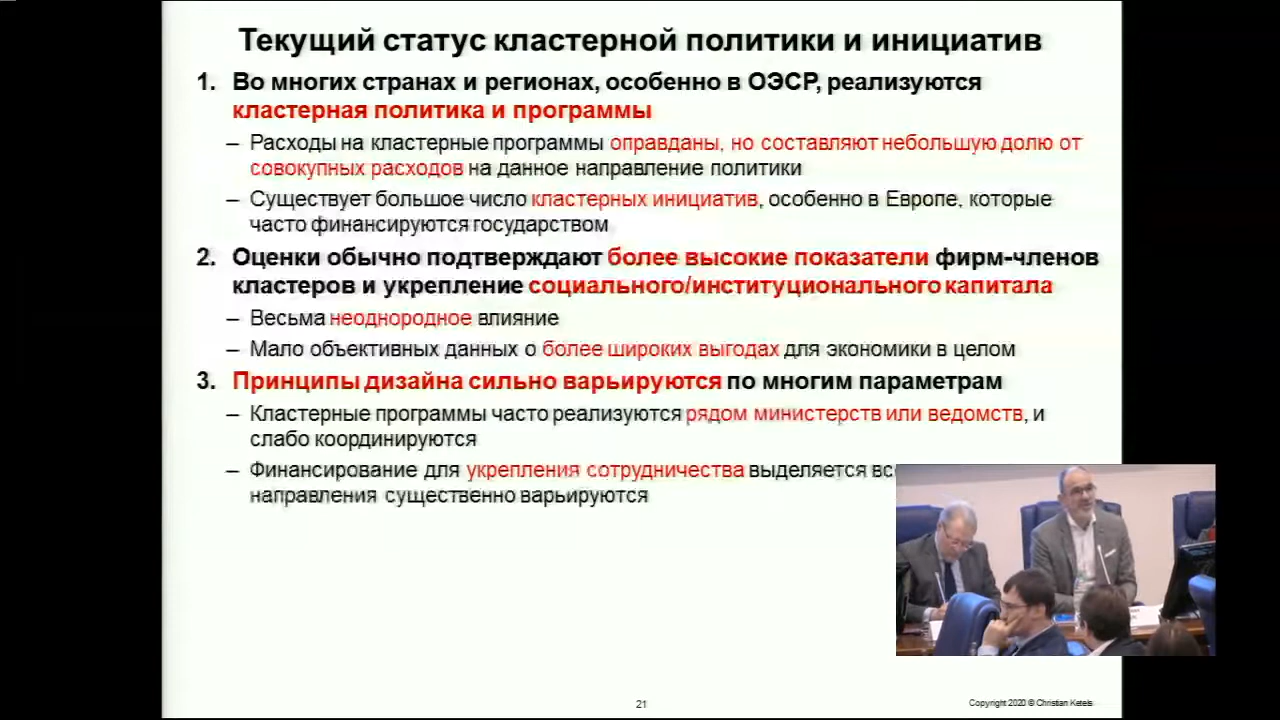 Текущий статус кластерной политики и инициатив
1. Во многих странах и регионах, особенно в ОЭСР, реализуются
кластерная политика и программы
– Расходы на кластерные программы оправданы, но составляют небольшую долю от
совокупных расходов на данное направление политики
– Существует большое число кластерных инициатив, особенно в Европе, которые
часто финансируются государством
2. Оценки обычно подтверждают более высокие показатели фирм-членов
кластеров и укрепление социального/институционального капитала
– Весьма неоднородное влияние
– Мало объективных данных о более широких выгодах для экономики в целом
3. Принципы дизайна сильно варьируются по многим параметрам
– Кластерные программы часто реализуются рядом министерств или ведомств, и
слабо координируются
– Финансирование для укрепления сотрудничества выделяется
направления существенно варьируются
21
Copyright 2020 © Christian Ketels